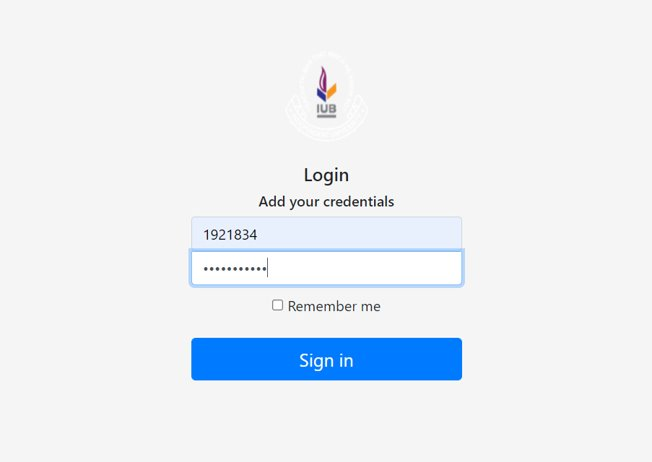 IUB
Login
Add your credentials
1921834
•••••••••••
Remember me
Sign in